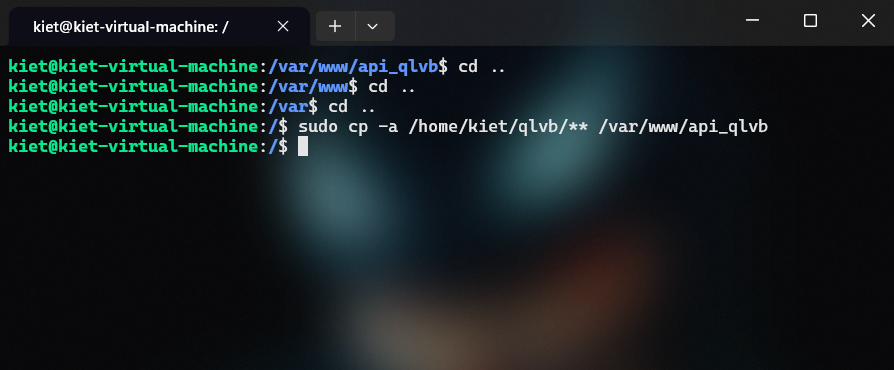 kiet@kiet-virtual-machine: /
kiet@kiet-virtual-machine:/var/www/api_qlvb$ cd ..
kiet@kiet-virtual-machine:/var/www$ cd ..
kiet@kiet-virtual-machine:/var$ cd ..
kiet@kiet-virtual-machine:/$ sudo cp -a /home/kiet/qlvb/** /var/www/api_qlvb
kiet@kiet-virtual-machine:/$